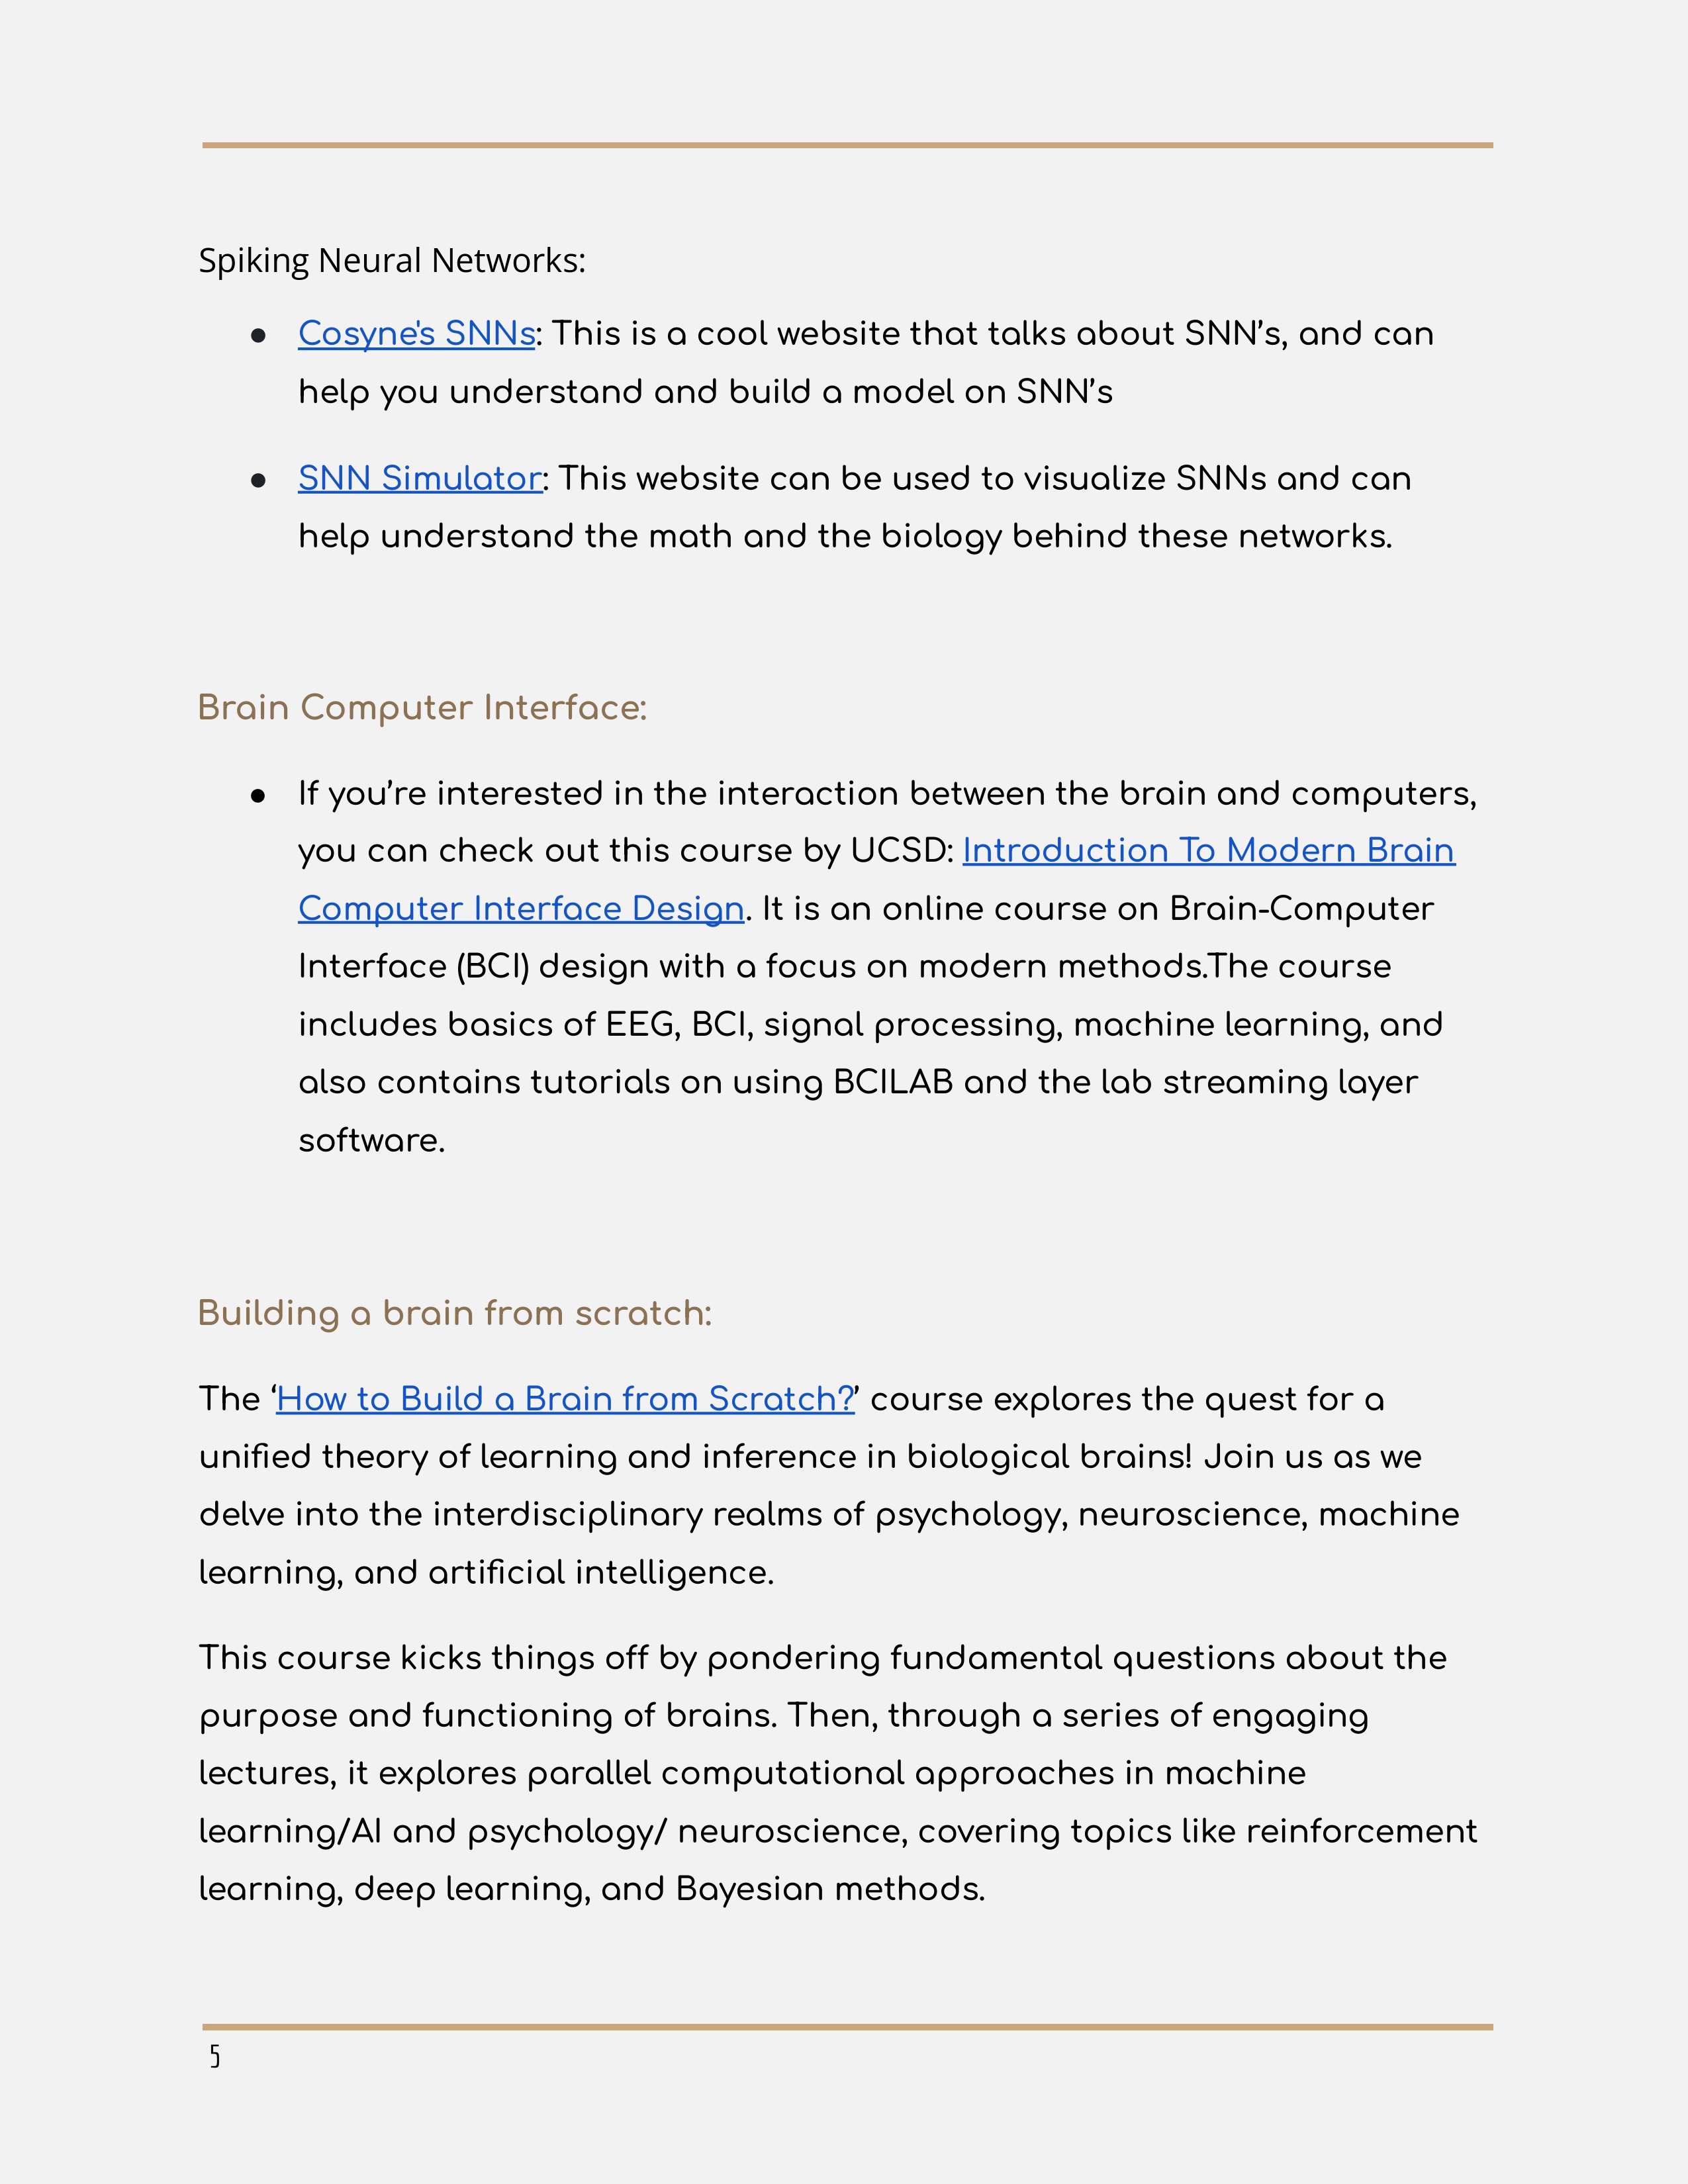 Spiking Neural Networks:
● Cosyne's SNNs: This is a cool website that talks about SNN’s, and can
help you understand and build a model on SNN’s
● SNN Simulator: This website can be used to visualize SNNs and can
help understand the math and the biology behind these networks.
Brain Computer Interface:
● If you’re interested in the interaction between the brain and computers,
you can check out this course by UCSD: Introduction To Modern Brain
Computer Interface Design. It is an online course on Brain-Computer
Interface (BCI) design with a focus on modern methods.The course
includes basics of EEG, BCI, signal processing, machine learning, and
also contains tutorials on using BCILAB and the lab streaming layer
software.
Building a brain from scratch:
The ‘How to Build a Brain from Scratch?’ course explores the quest for a
unified theory of learning and inference in biological brains! Join us as we
delve into the interdisciplinary realms of psychology, neuroscience, machine
learning, and artificial intelligence.
This course kicks things off by pondering fundamental questions about the
purpose and functioning of brains. Then, through a series of engaging
lectures, it explores parallel computational approaches in machine
learning/AI and psychology/ neuroscience, covering topics like reinforcement
learning, deep learning, and Bayesian methods.
5